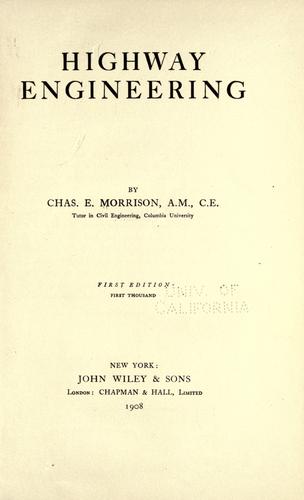 HIGHWAY
ENGINEERING
BY
CHAS. E. MORRISON, A.M., C.E.
Tutor in Civil Engineering, Columbia University
FIRST EDITION
FIRST THOUSAND
UNIV. OF
CALIFORNIA
NEW YORK:
JOHN WILEY & SONS
LONDON: CHAPMAN & HALL, LIMITED
1908